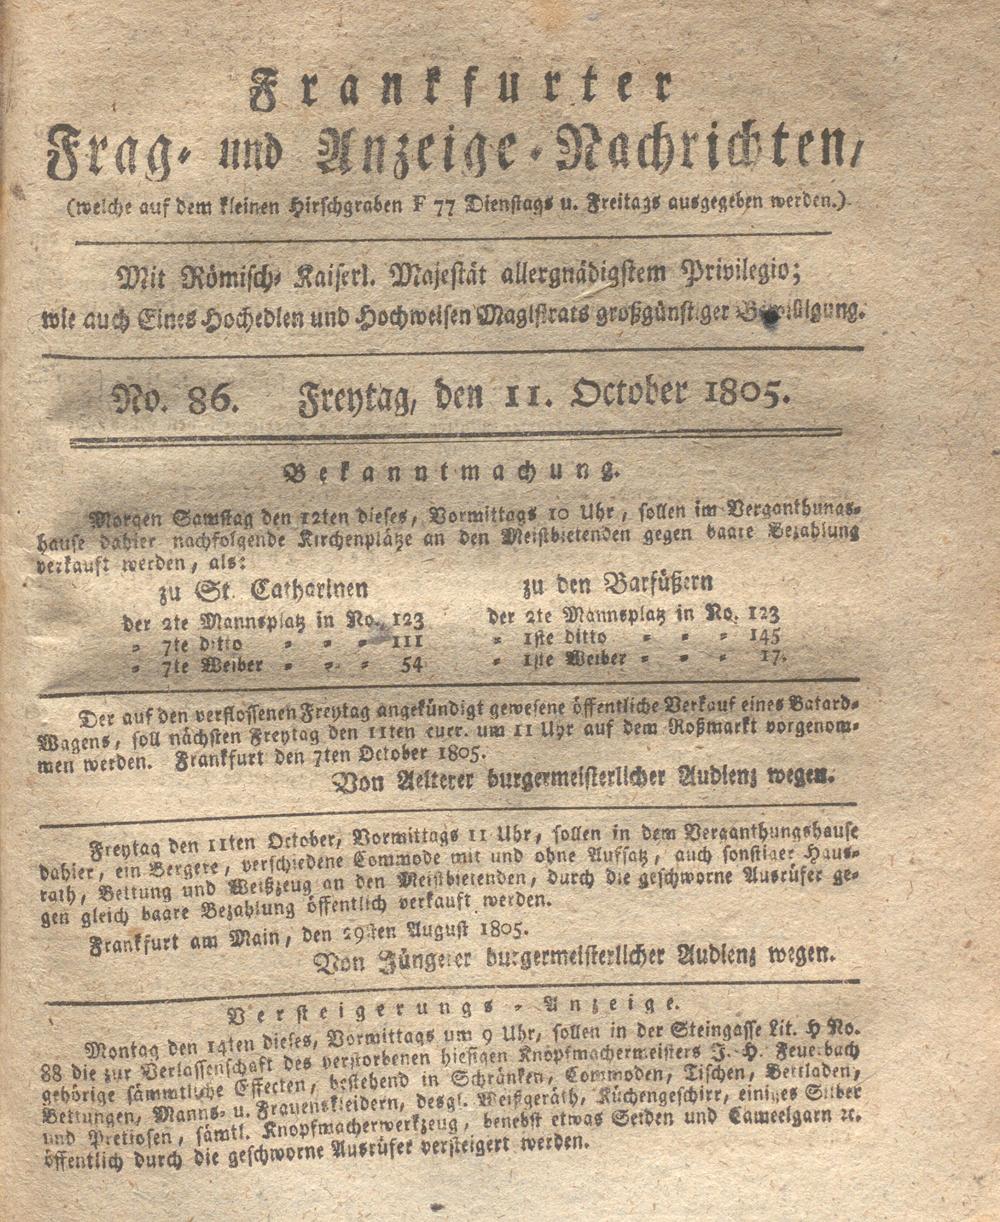 Frankfurter
Frag- und Anzeige-Nachrichten,
(welche auf dem kleinen Hirschgraben F 77 Dienstags u. Freitags ausgegeben werden.)
Mit Römisch-Kaiserl. Majestät allergnädigstem Privilegio;
wie auch Eines Hochedlen und Hochweisen Magistrats großgünstiger Bewilligung.
No. 86. Freytag, den 11. October 1805.
Bekanntmachung.
Morgen Samstag den 12ten dieses, Vormittags 10 Uhr, sollen im Verganthungs-
hause dahier nachfolgende Kirchenplätze an den Meistbietenden gegen baare Bezahlung
verkauft werden, als:
zu St. Catharinen
der 2te Mannsplatz in No. 123
" 7te ditto " " " 111
" 7te Weiber " " " 54
zu den Barfüßern
der 2te Mannsplatz in No. 123
" 1ste ditto " " " 145
" 1ste Weiber " " " 17.
Der auf den verflossenen Freytag angekündigt gewesene öffentliche Verkauf eines Batard-
Wagens, soll nächsten Freytag den 11ten curr. um 11 Uhr auf dem Roßmarkt vorgenom-
men werden. Frankfurt den 7ten October 1805.
Von Aelterer burgermeisterlicher Audienz wegen.
Freytag den 11ten October, Vormittags 11 Uhr, sollen in dem Verganthungshause
dahier, ein Bergere, verschiedene Commode mit und ohne Aufsatz, auch sonstiger Haus-
rath, Bettung und Weißzeug an den Meistbietenden, durch die geschworne Ausrüfer ge-
gen gleich baare Bezahlung öffentlich verkauft werden.
Frankfurt am Main, den 29sten August 1805.
Von Jüngerer burgermeisterlicher Audienz wegen.
Versteigerungs-Anzeige.
Montag den 14ten dieses, Vormittags um 9 Uhr, sollen in der Steingasse Lit. H No.
88 die zur Verlassenschaft des verstorbenen hiesigen Knopfmachermeisters J. H. Feuerbach
gehörige sämmtliche Effecten, bestehend in Schränken, Commoden, Tischen, Bettladen,
Bettungen, Manns- u. Frauenskleidern, desgl. Weißgeräth, Küchengeschirr, einiges Silber
und Pretiosen, sämtl. Knopfmacherwerkzeug, benebst etwas Seiden und Cameelgarn ꝛc.
öffentlich durch die geschworne Ausrüfer versteigert werden.